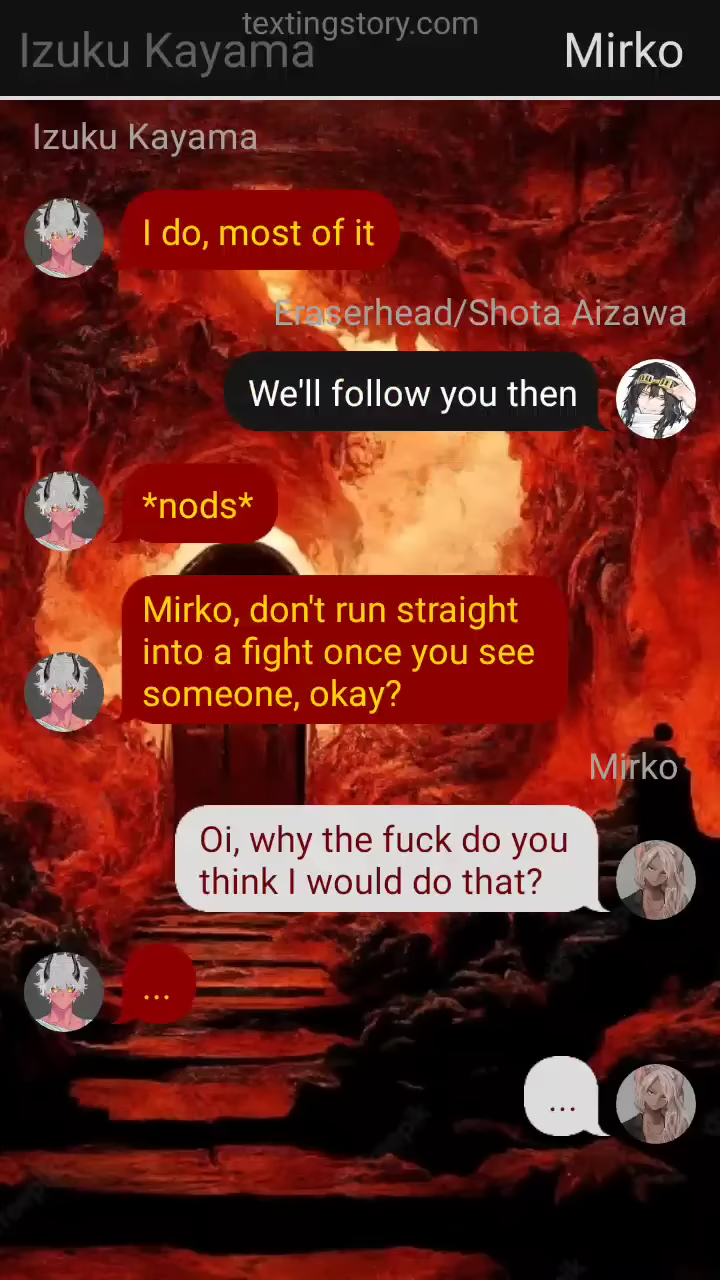 textingstory.com
Izuku Kayama
Mirko
Izuku Kayama
I do, most of it
Eraserhead/Shota Aizawa
We'll follow you then
*nods*
Mirko, don't run straight
into a fight once you see
someone, okay?
Mirko
Oi, why the fuck do you
think I would do that?
...
...